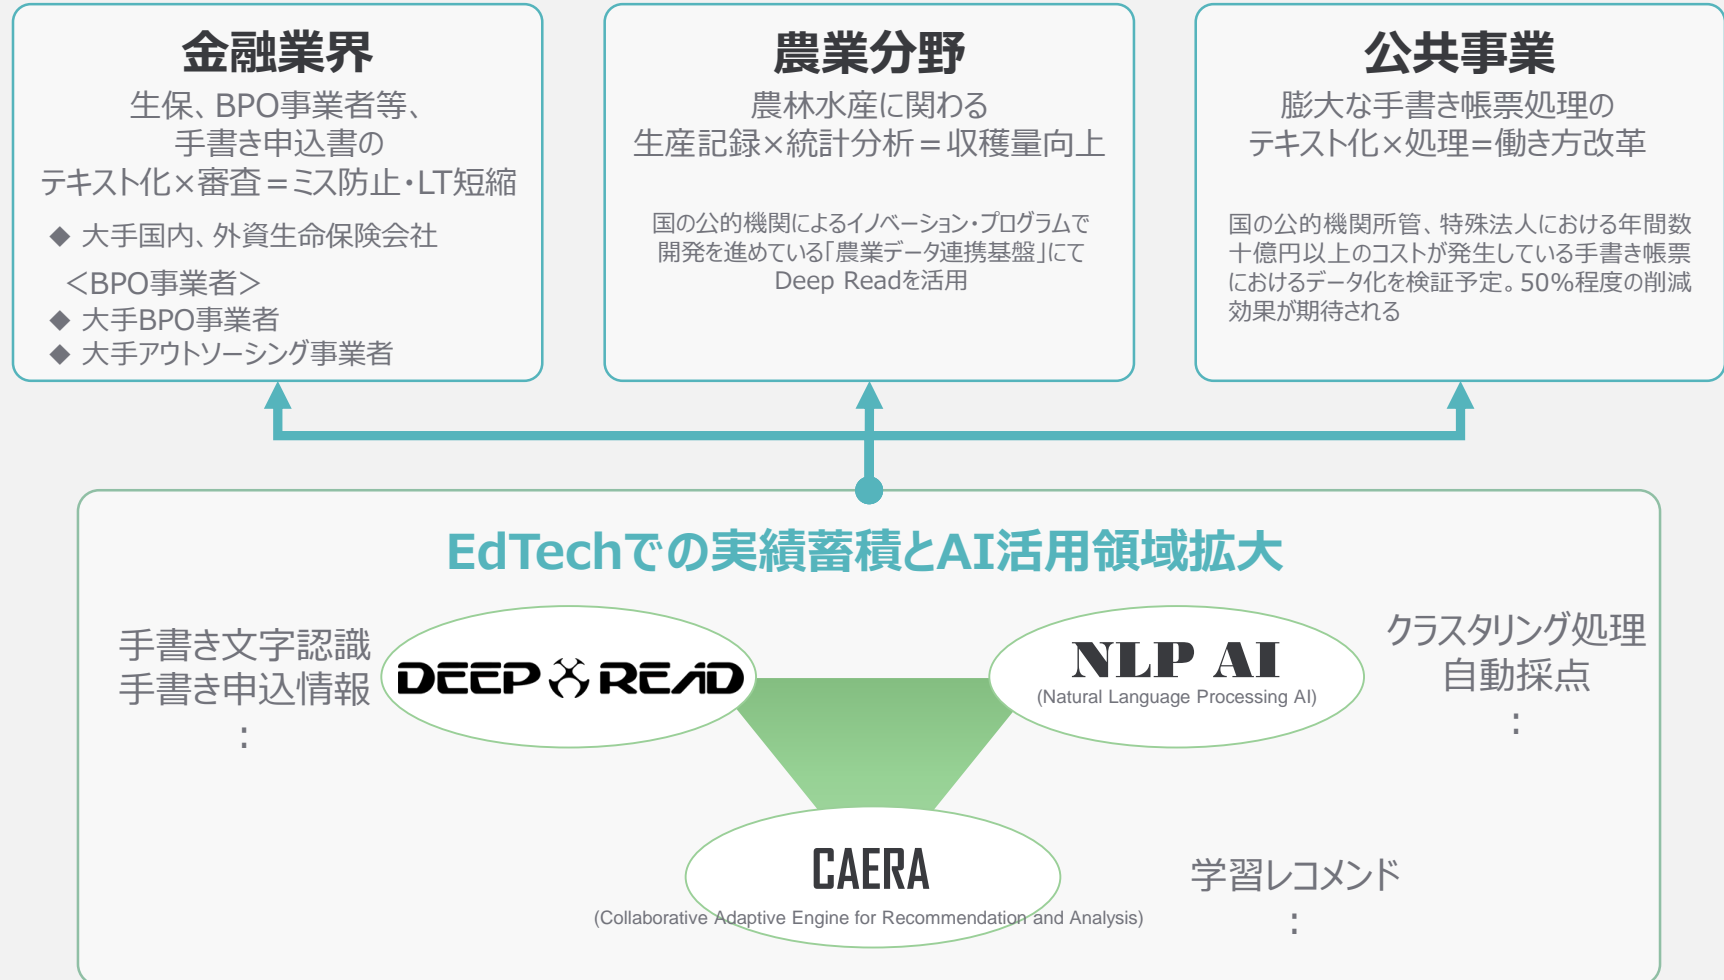 金融業界
生保、BPO事業者等、
手書き申込書の
テキスト化×審査=ミス防止・LT短縮
◆ 大手国内、外資生命保険会社
＜BPO事業者＞
◆ 大手BPO事業者
◆ 大手アウトソーシング事業者
農業分野
農林水産に関わる
生産記録×統計分析=収穫量向上
国の公的機関によるイノベーション・プログラムで
開発を進めている「農業データ連携基盤」にて
Deep Readを活用
公共事業
膨大な手書き帳票処理の
テキスト化×処理=働き方改革
国の公的機関所管、特殊法人における年間数
十億円以上のコストが発生している手書き帳票
におけるデータ化を検証予定。50%程度の削減
効果が期待される
EdTechでの実績蓄積とAI活用領域拡大
手書き文字認識
手書き申込情報
：
DEEP READ
NLP AI
(Natural Language Processing AI)
クラスタリング処理
自動採点
：
CAERA
(Collaborative Adaptive Engine for Recommendation and Analysis)
学習レコメンド
：